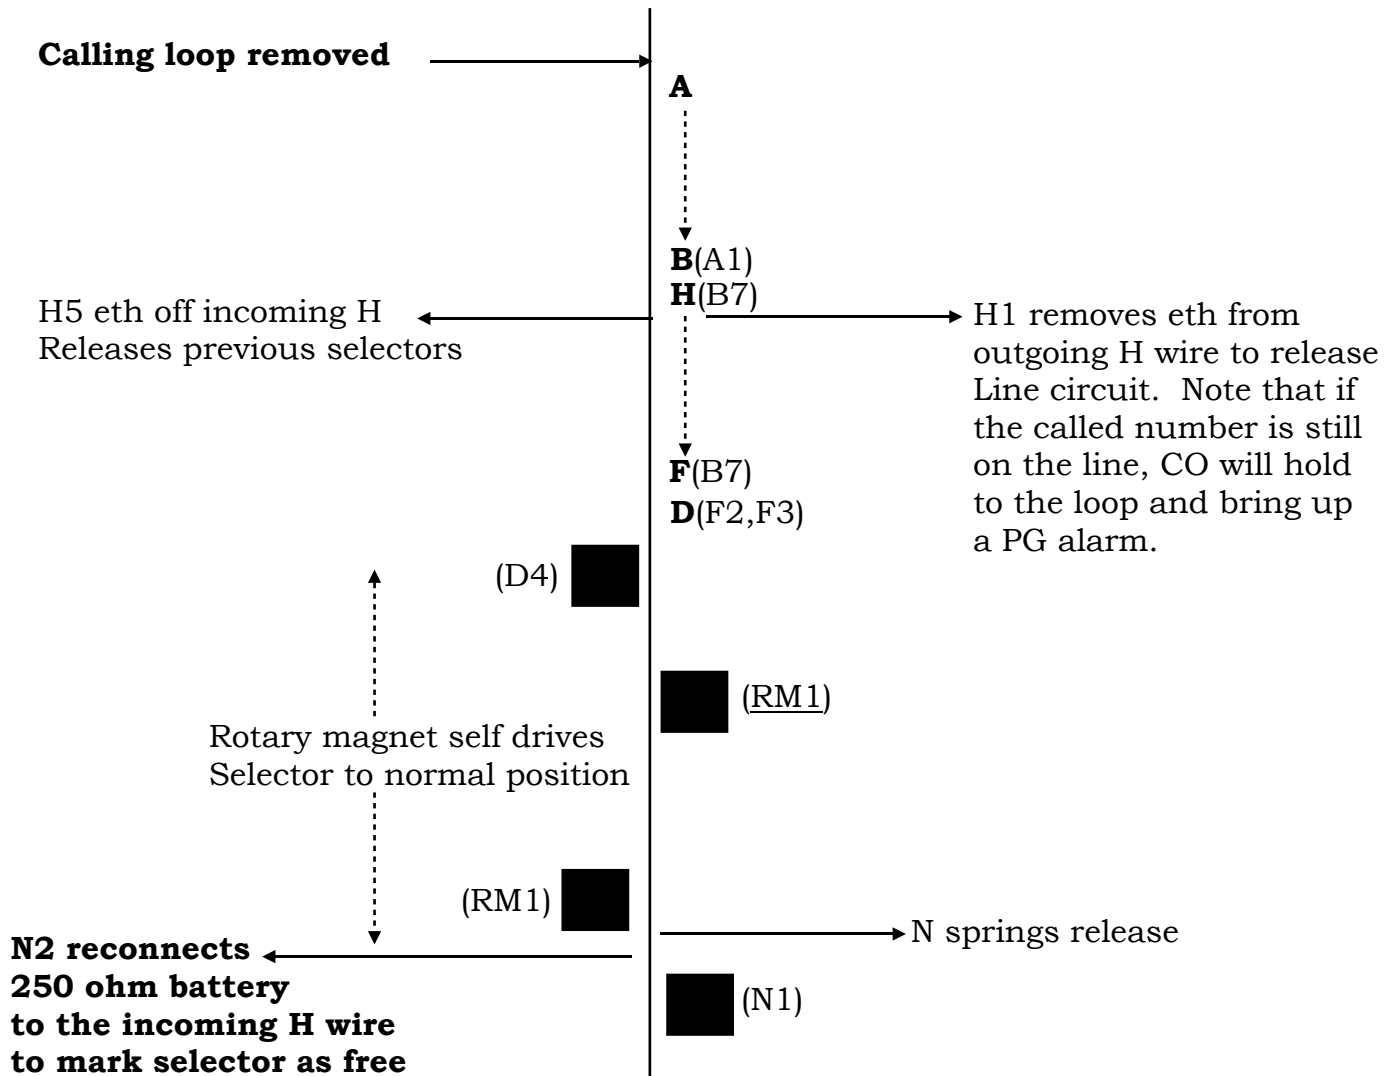 Calling loop removed
A
B(A1)
H(B7)
H5 eth off incoming H
Releases previous selectors
H1 removes eth from
outgoing H wire to release
Line circuit.  Note that if
the called number is still
on the line, CO will hold
to the loop and bring up
a PG alarm.
F(B7)
D(F2,F3)
(D4)
(RM1)
Rotary magnet self drives
Selector to normal position
(RM1)
N springs release
N2 reconnects
250 ohm battery
to the incoming H wire
to mark selector as free
(N1)